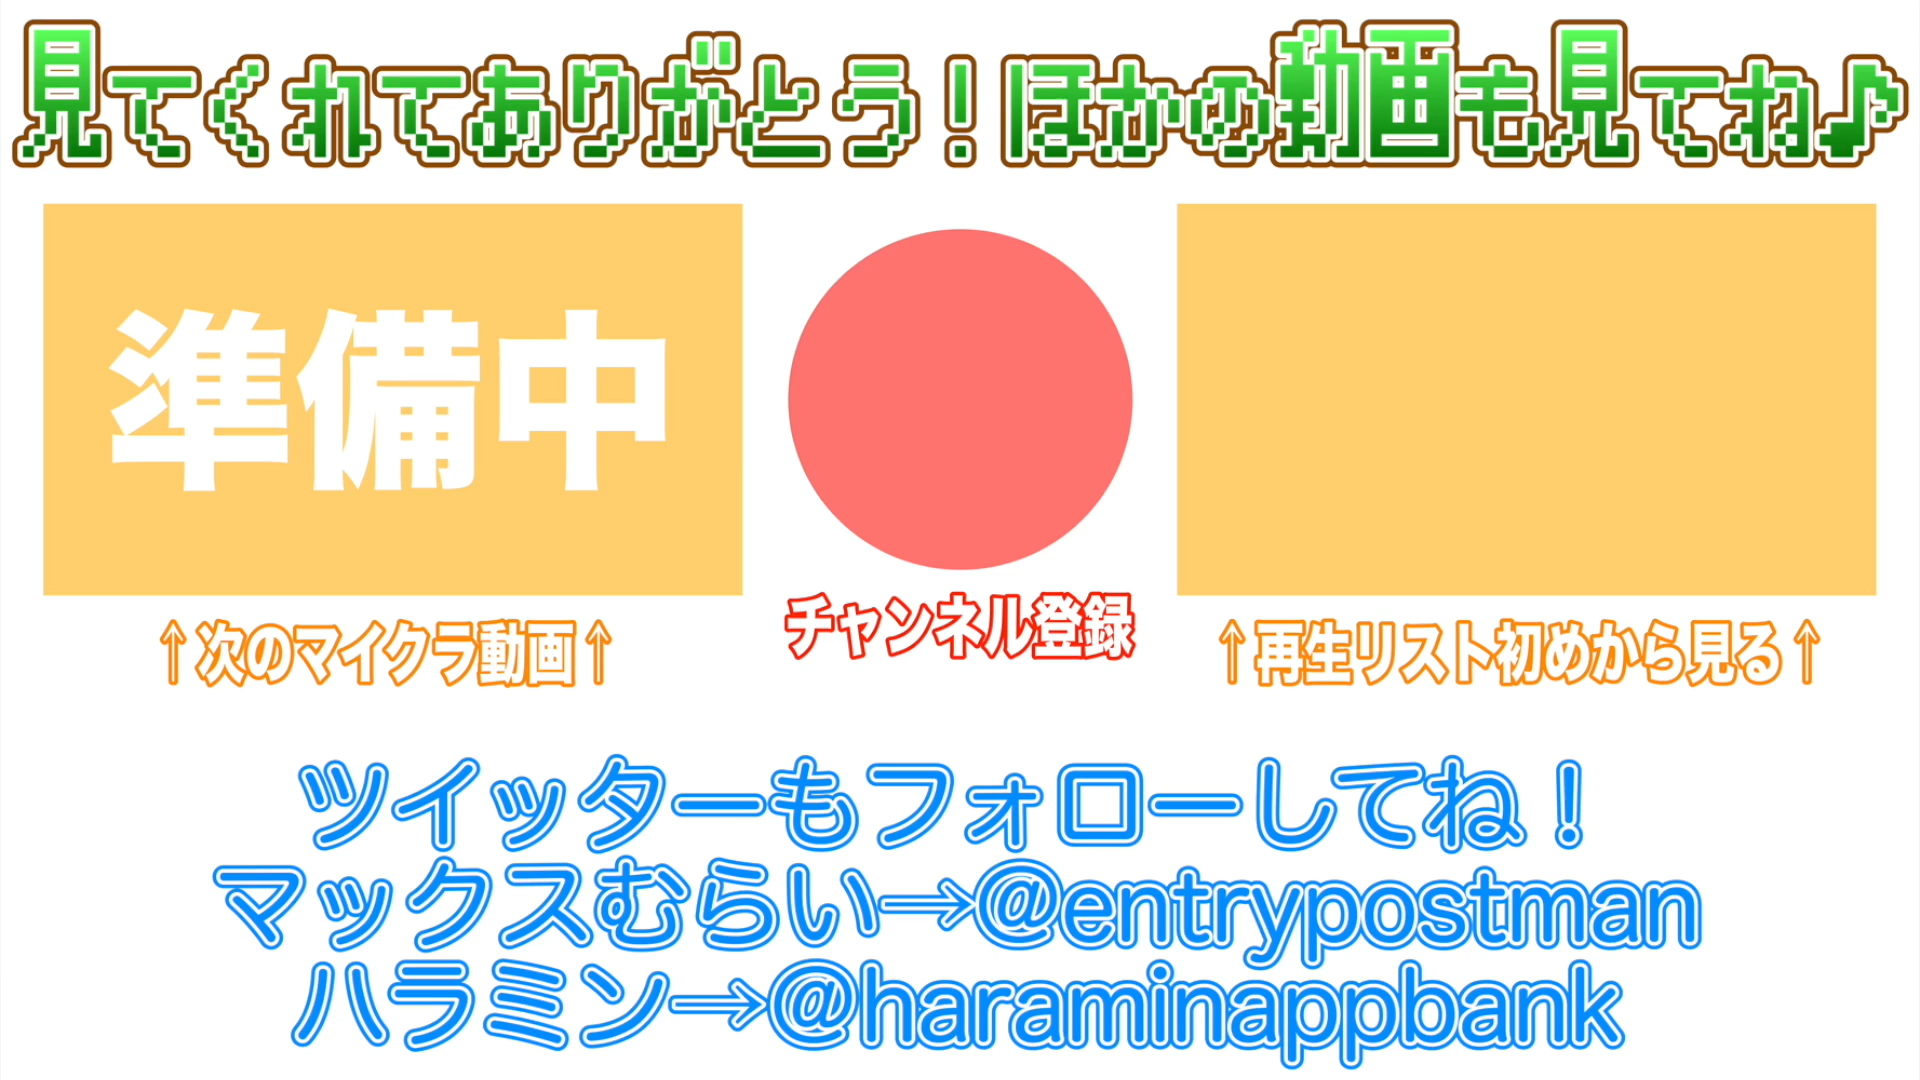 見てくれてありがとう！ほかの動画も見てね♪
準備中
↑次のマイクラ動画↑
チャンネル登録
↑再生リスト初めから見る↑
ツイッターもフォローしてね！
マックスむらい→@entrypostman
ハラミン→@haraminappbank